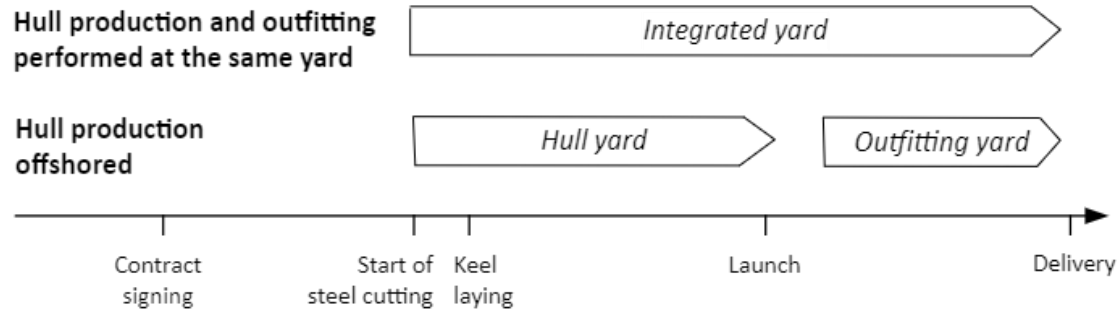 Hull production and outfitting
performed at the same yard
Integrated yard
Hull production
offshored
Hull yard
Outfitting yard
Contract
signing
Start of
steel cutting
Keel
laying
Launch
Delivery